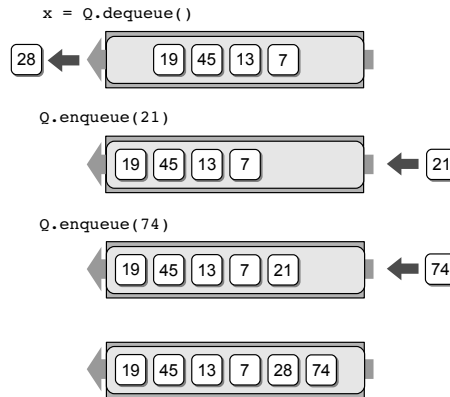 x = Q.dequeue()
28 19 45 13 7
Q.enqueue(21)
19 45 13 7 21
Q.enqueue(74)
19 45 13 7 21 74
19 45 13 7 28 74